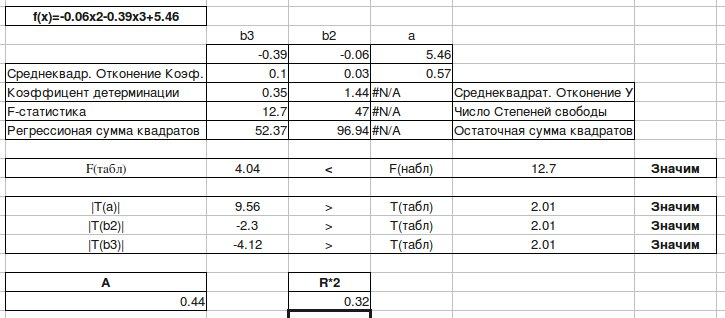 f(x)=-0.06x2-0.39x3+5.46
b3 b2 a
-0.39 -0.06 5.46
Среднеквадр. Отконение Коэф. 0.1 0.03 0.57
Коэффицент детерминации 0.35 1.44 #N/A Среднеквадрат. Отконение У
F-статистика 12.7 47 #N/A Число Степеней свободы
Регрессионая сумма квадратов 52.37 96.94 #N/A Остаточная сумма квадратов
F(табл) 4.04 < F(набл) 12.7 Значим
|T(a)| 9.56 > T(табл) 2.01 Значим
|T(b2)| -2.3 > T(табл) 2.01 Значим
|T(b3)| -4.12 > T(табл) 2.01 Значим
A R*2
0.44 0.32